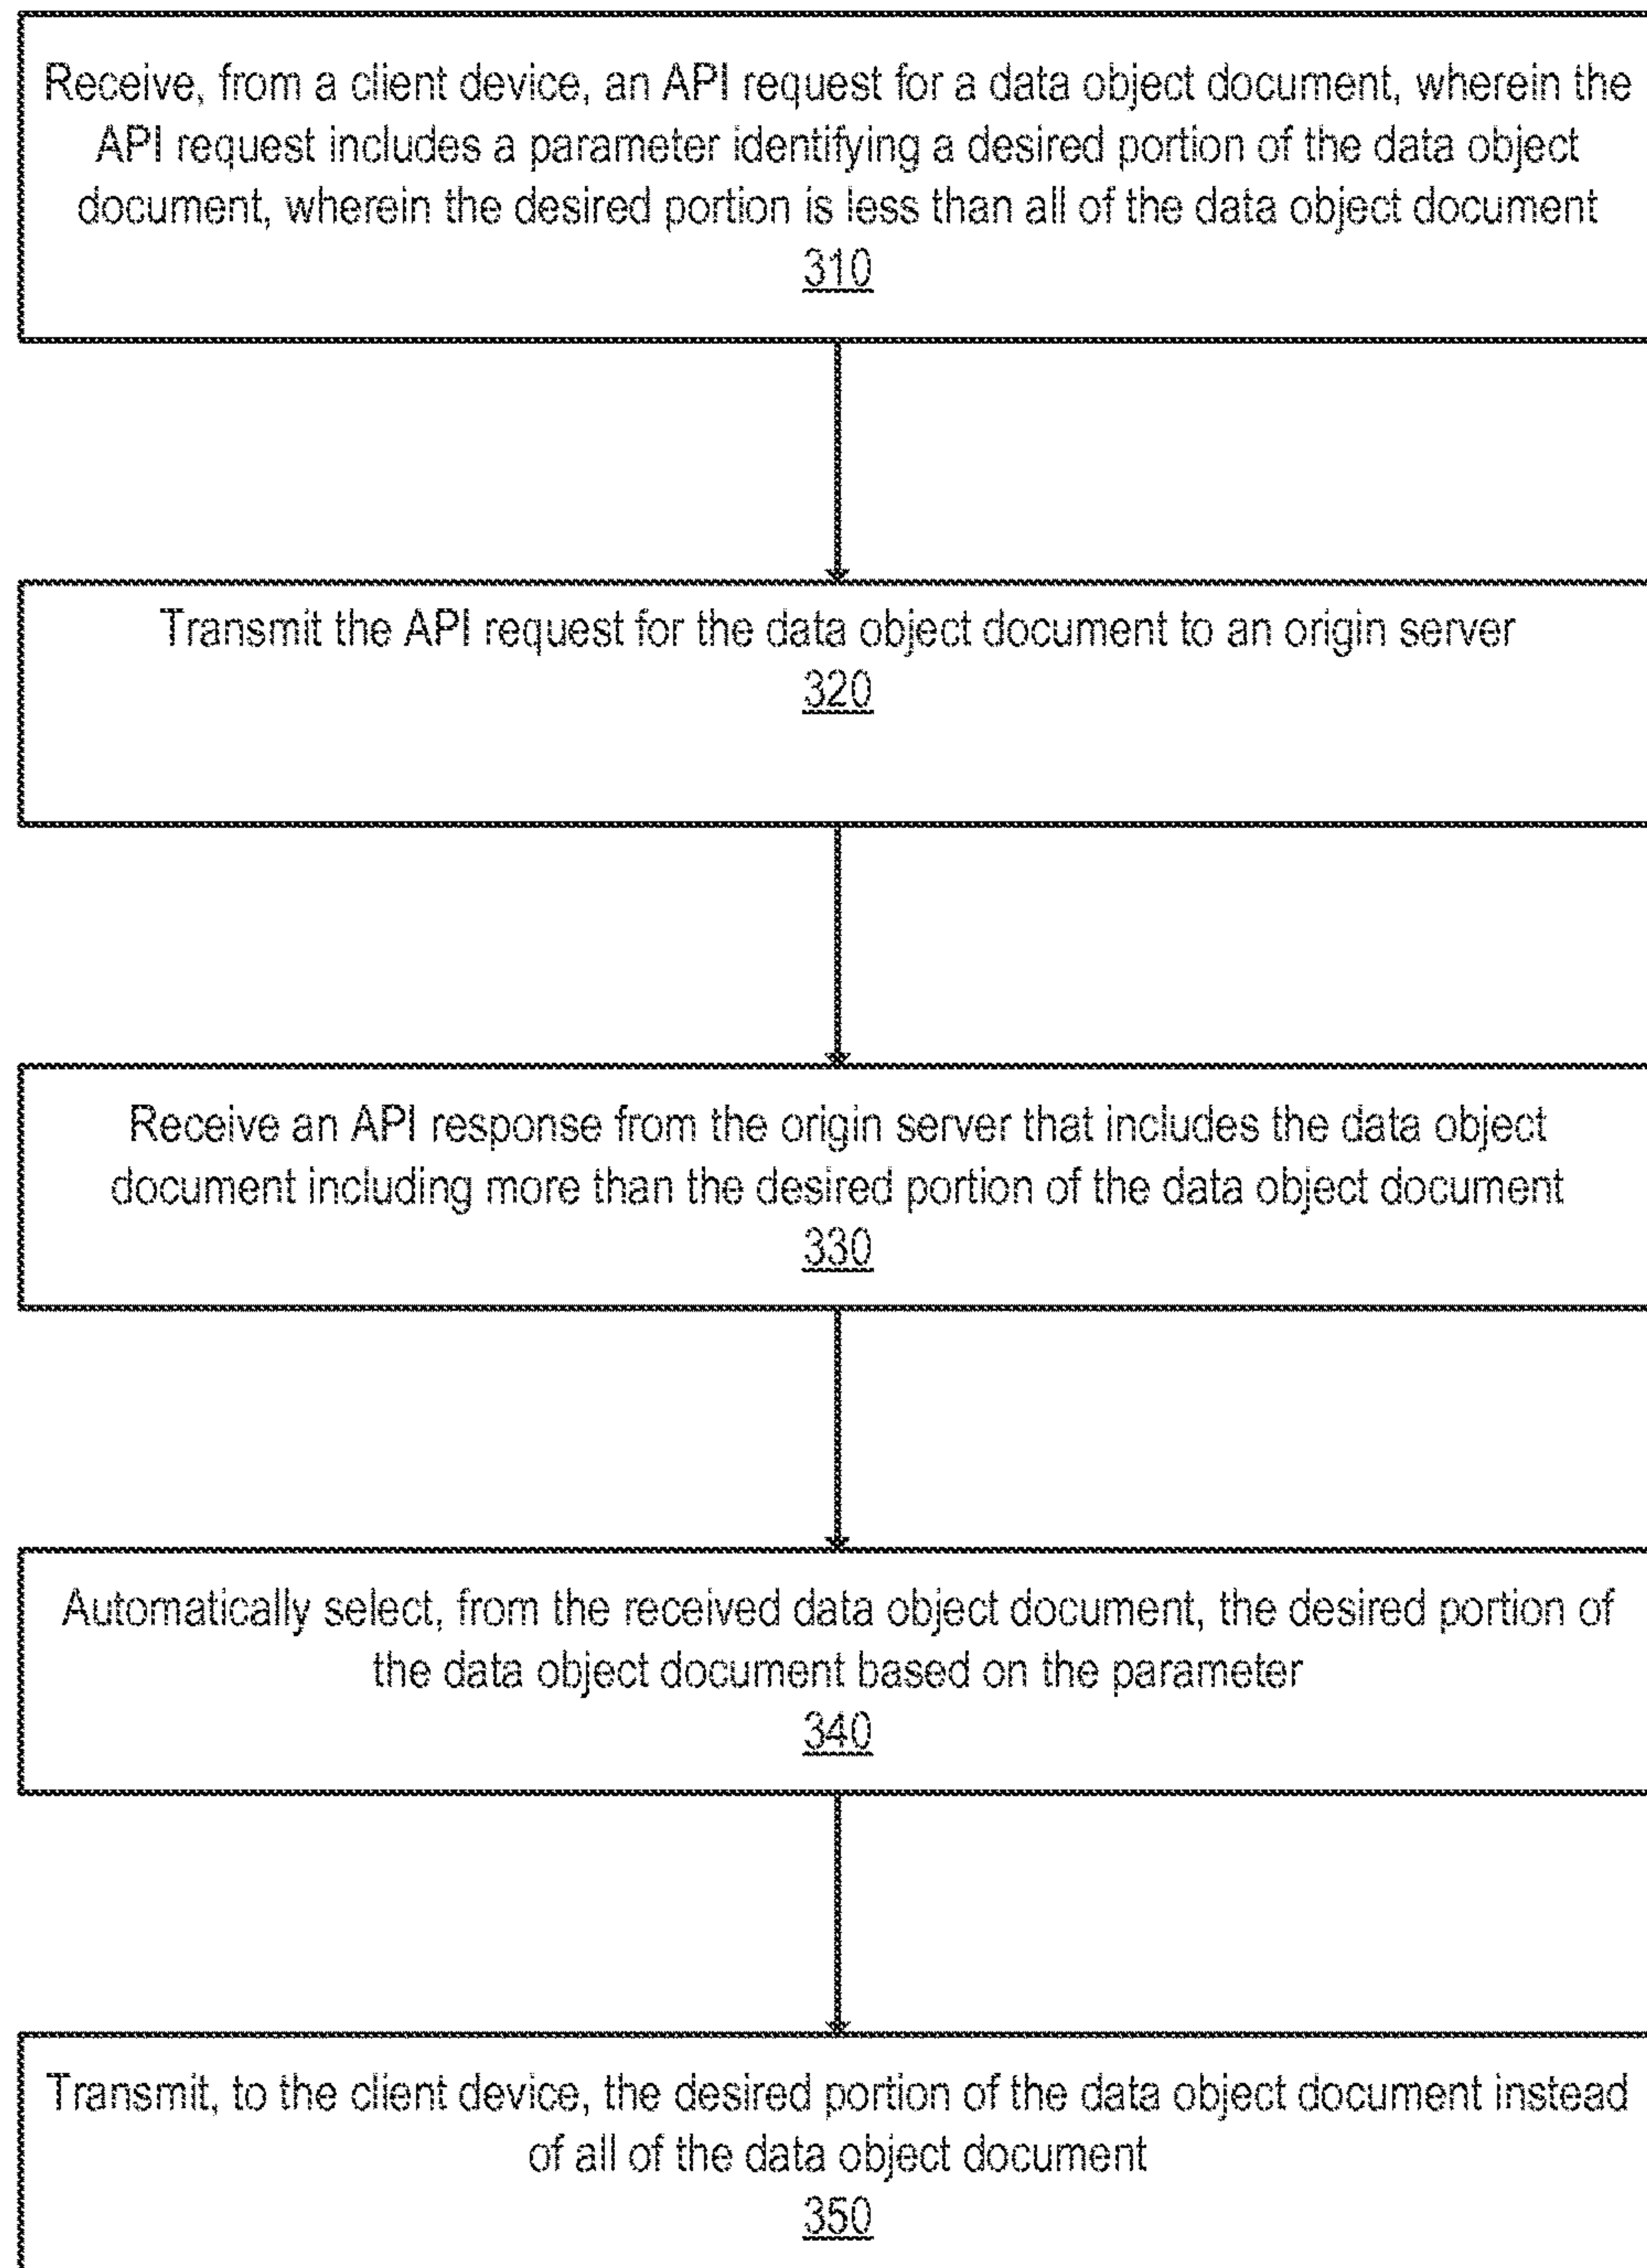 Receive, from a client device, an API request for a data object document, wherein the
API request includes a parameter identifying a desired portion of the data object
document, wherein the desired portion is less than all of the data object document
310
Transmit the API request for the data object document to an origin server
320
Receive an API response from the origin server that includes the data object
document including more than the desired portion of the data object document
330
Automatically select, from the received data object document, the desired portion of
the data object document based on the parameter
340
Transmit, to the client device, the desired portion of the data object document instead
of all of the data object document
350